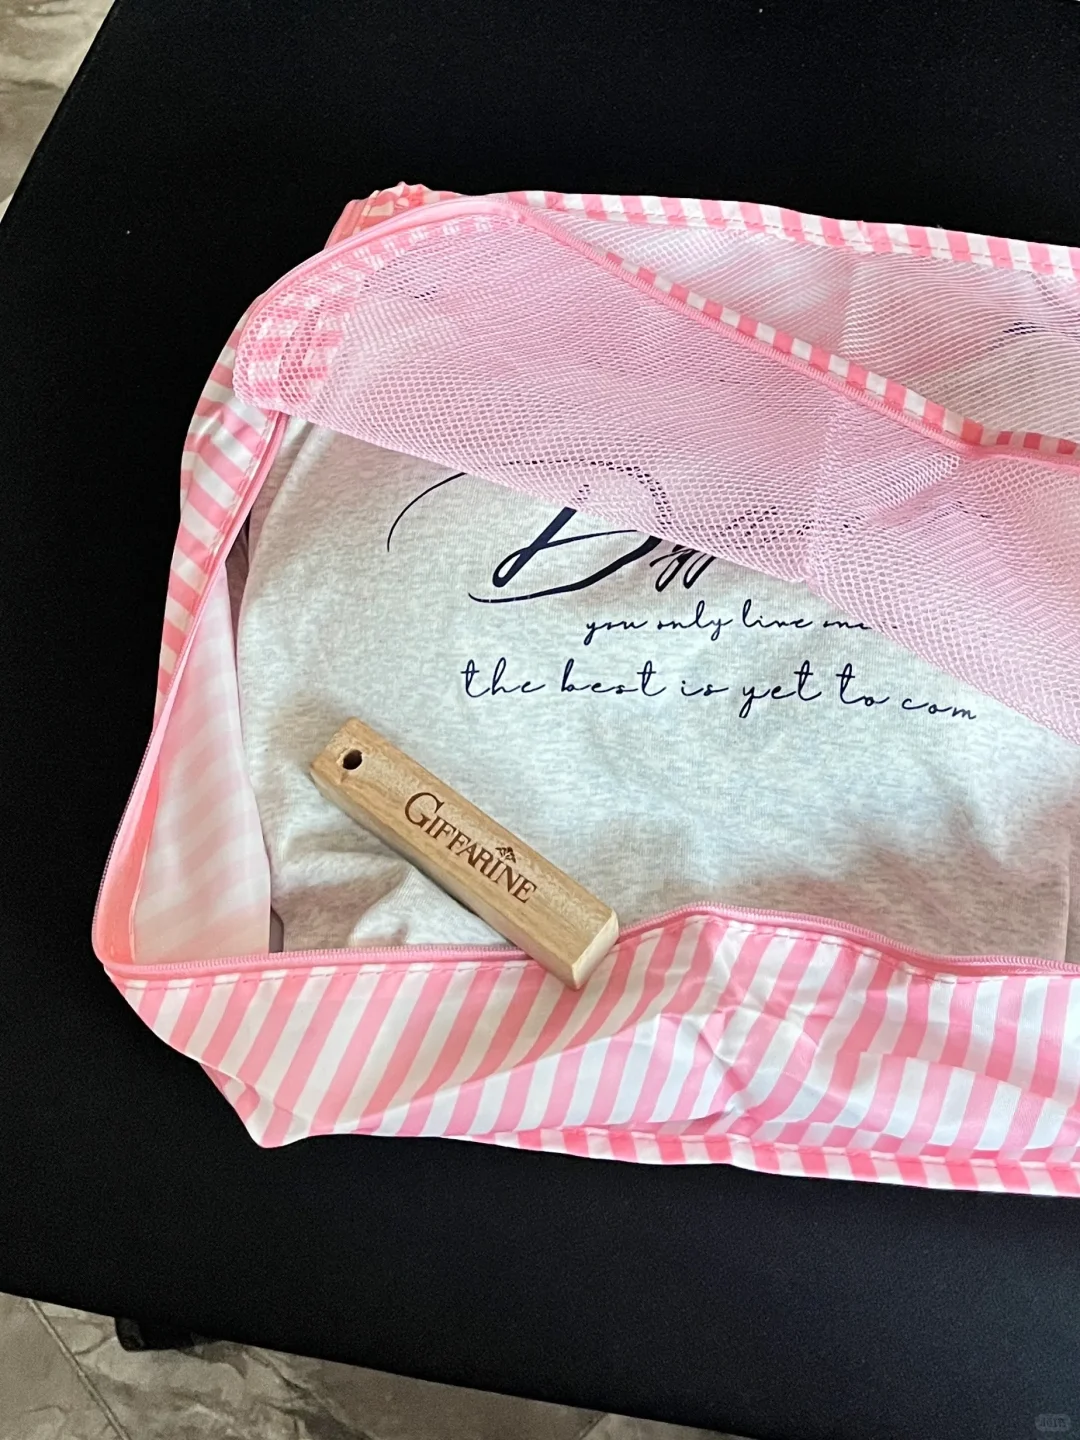 you only live
the best is yet to com
GIFFARINE